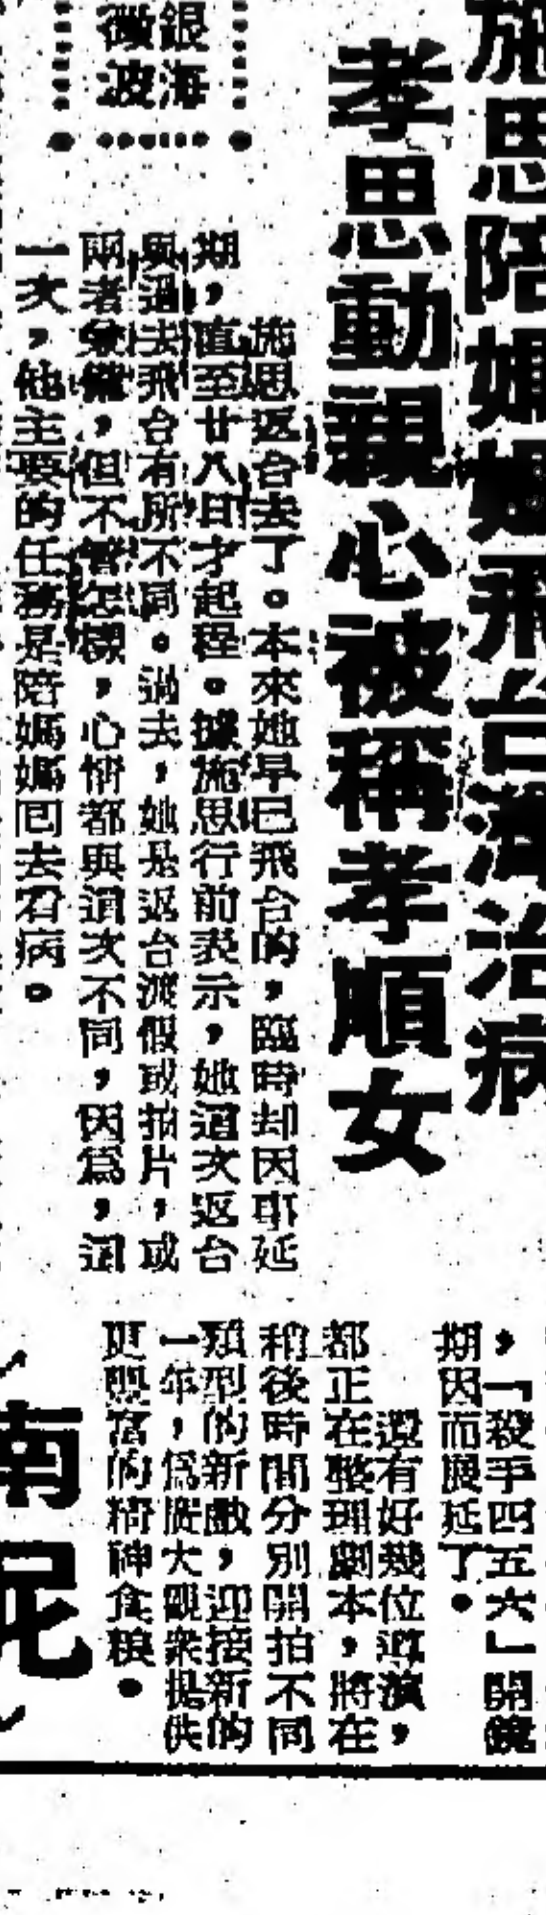 施思陪媽媽飛台灣治病
孝思動親心被稱孝順女
銀海
微波
施思返台去了。本來她早已飛台的，臨時却因事延
期，直至廿八日才起程。據施思行前表示，她這次返台
與過去飛台有所不同。過去，她是返台渡假或拍片，或
兩者兼備，但不管怎樣，心情都與這次不同，因爲，這
一次，他主要的任務是陪媽媽回去看病。
，「殺手四五六」開鏡
期因而展延了。
還有好幾位導演，
都正在整理劇本，將在
稍後時間分別開拍不同
類型的新戲，迎接新的
一年，爲廣大觀衆提供
更豐富的精神食糧。
南
昵